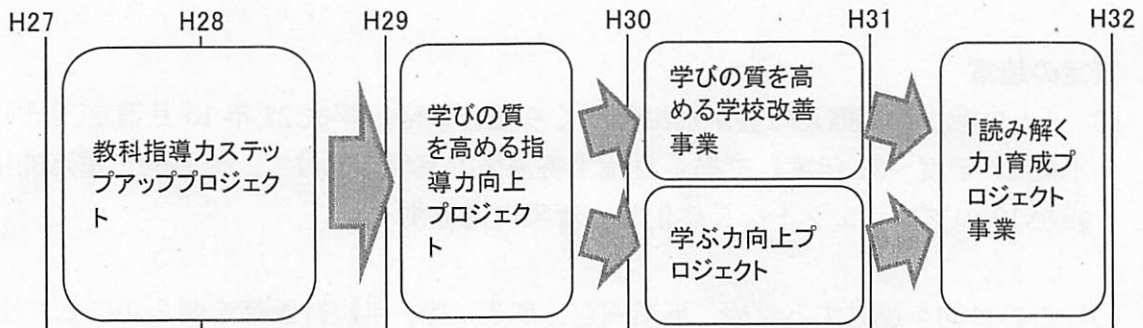 H27
H28
H29
H30
H31
H32
教科指導力ステッ
プアッププロジェク
ト
学びの質
を高める指
導力向上
プロジェク
ト
学びの質を高
める学校改善
事業
学ぶ力向上プ
ロジェクト
「読み解く
力」育成プ
ロジェクト
事業